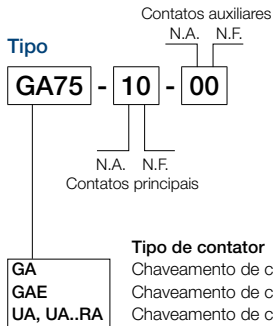 Contatos auxiliares
N.A. N.F.
Tipo
GA75 - 10 - 00
N.A. N.F.
Contatos principais
Tipo de contator
GA Chaveamento de c
GAE Chaveamento de c
UA, UA..RA Chaveamento de c